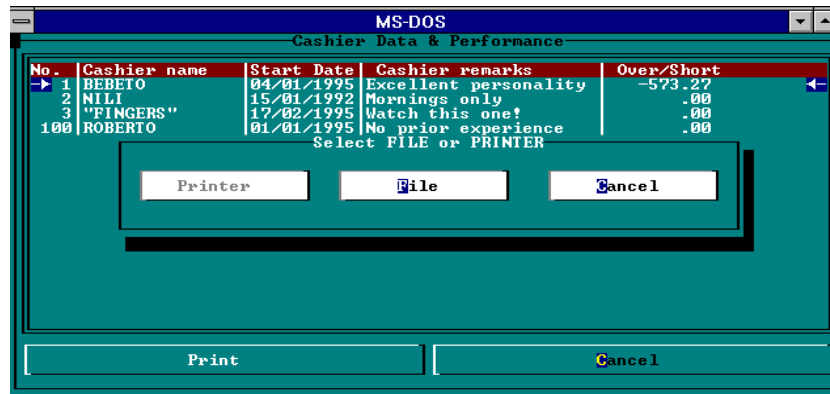 MS-DOS
Cashier Data & Performance
No. Cashier name Start Date Cashier remarks Over/Short
1 BEBETO 04/01/1995 Excellent personality -573.27
2 NILI 15/01/1992 Mornings only .00
3 "FINGERS" 17/02/1995 Watch this one! .00
100 ROBERTO 01/01/1995 No prior experience .00
Select FILE or PRINTER
Printer File Cancel
Print Cancel